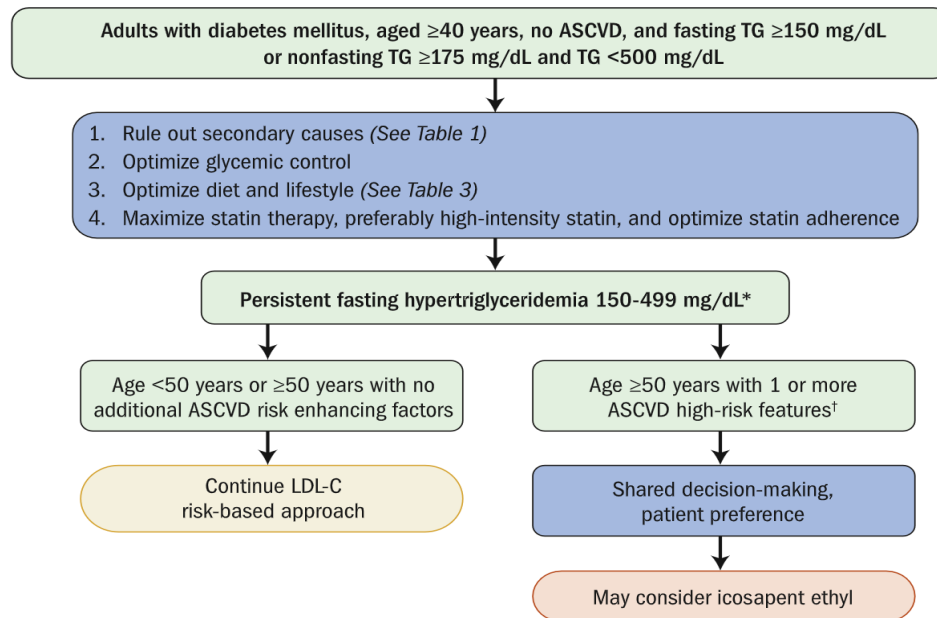 Adults with diabetes mellitus, aged ≥40 years, no ASCVD, and fasting TG ≥150 mg/dL
or nonfasting TG ≥175 mg/dL and TG <500 mg/dL
1. Rule out secondary causes (See Table 1)
2. Optimize glycemic control
3. Optimize diet and lifestyle (See Table 3)
4. Maximize statin therapy, preferably high-intensity statin, and optimize statin adherence
Persistent fasting hypertriglyceridemia 150-499 mg/dL*
Age <50 years or ≥50 years with no
additional ASCVD risk enhancing factors
Age ≥50 years with 1 or more
ASCVD high-risk features†
Continue LDL-C
risk-based approach
Shared decision-making,
patient preference
May consider icosapent ethyl